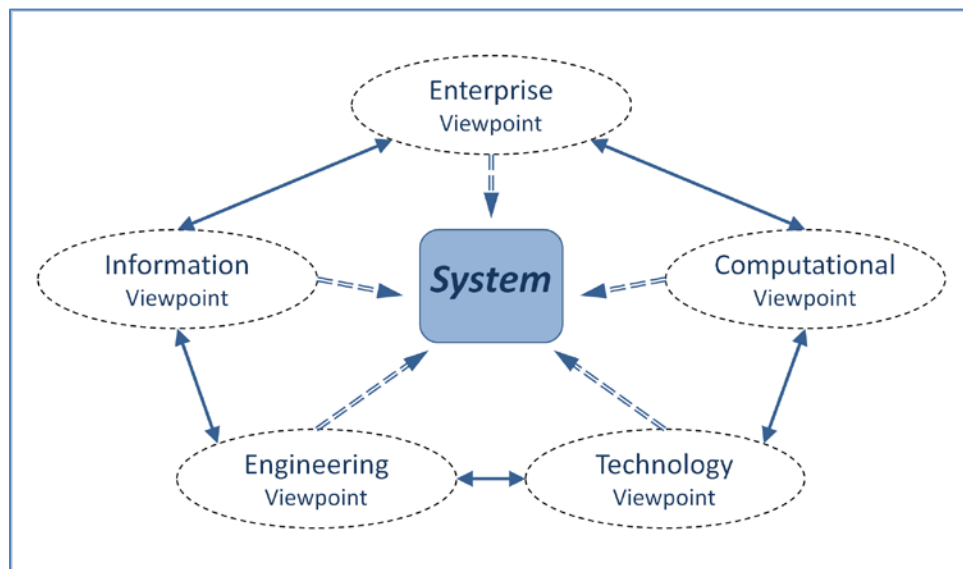 Enterprise
Viewpoint
Information
Viewpoint
System
Computational
Viewpoint
Engineering
Viewpoint
Technology
Viewpoint